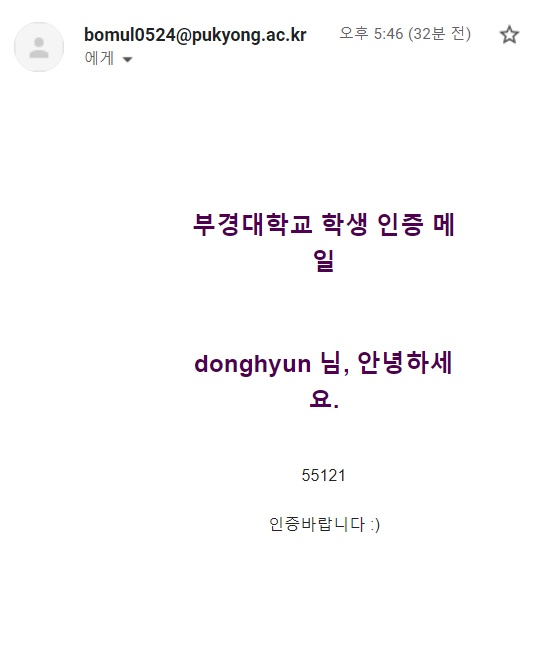 bomul0524@pukyong.ac.kr 오후 5:46 (32분 전)
에게
부경대학교 학생 인증 메
일
donghyun 님, 안녕하세
요.
55121
인증바랍니다 :)